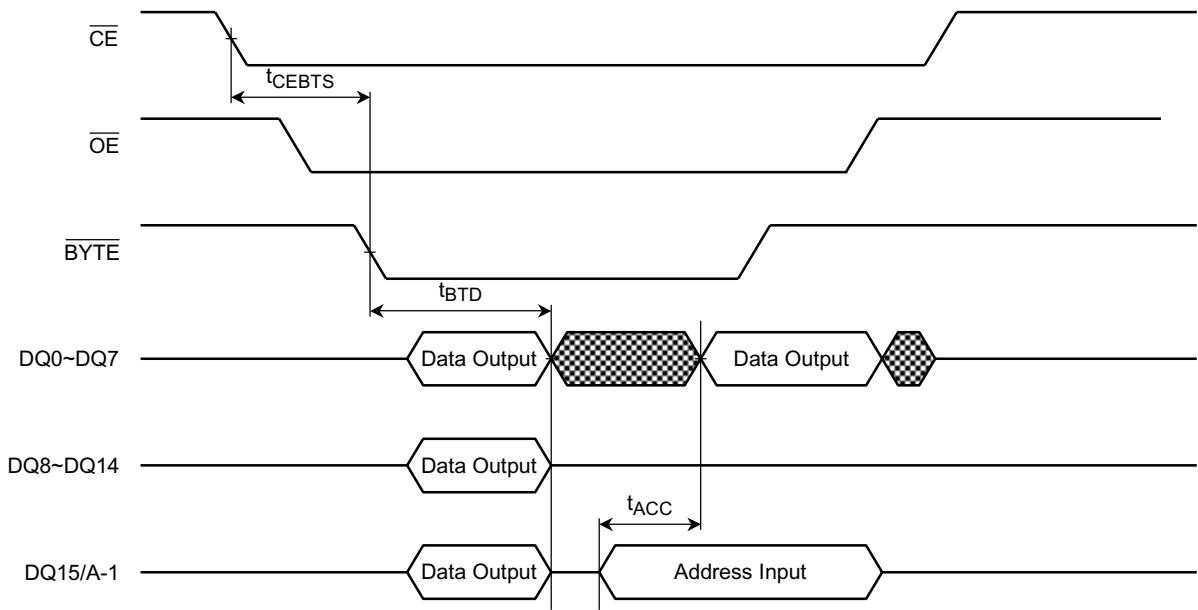 CE
tCEBTS
OE
BYTE
tBTD
DQ0~DQ7
Data Output
Data Output
DQ8~DQ14
Data Output
tACC
DQ15/A-1
Data Output
Address Input